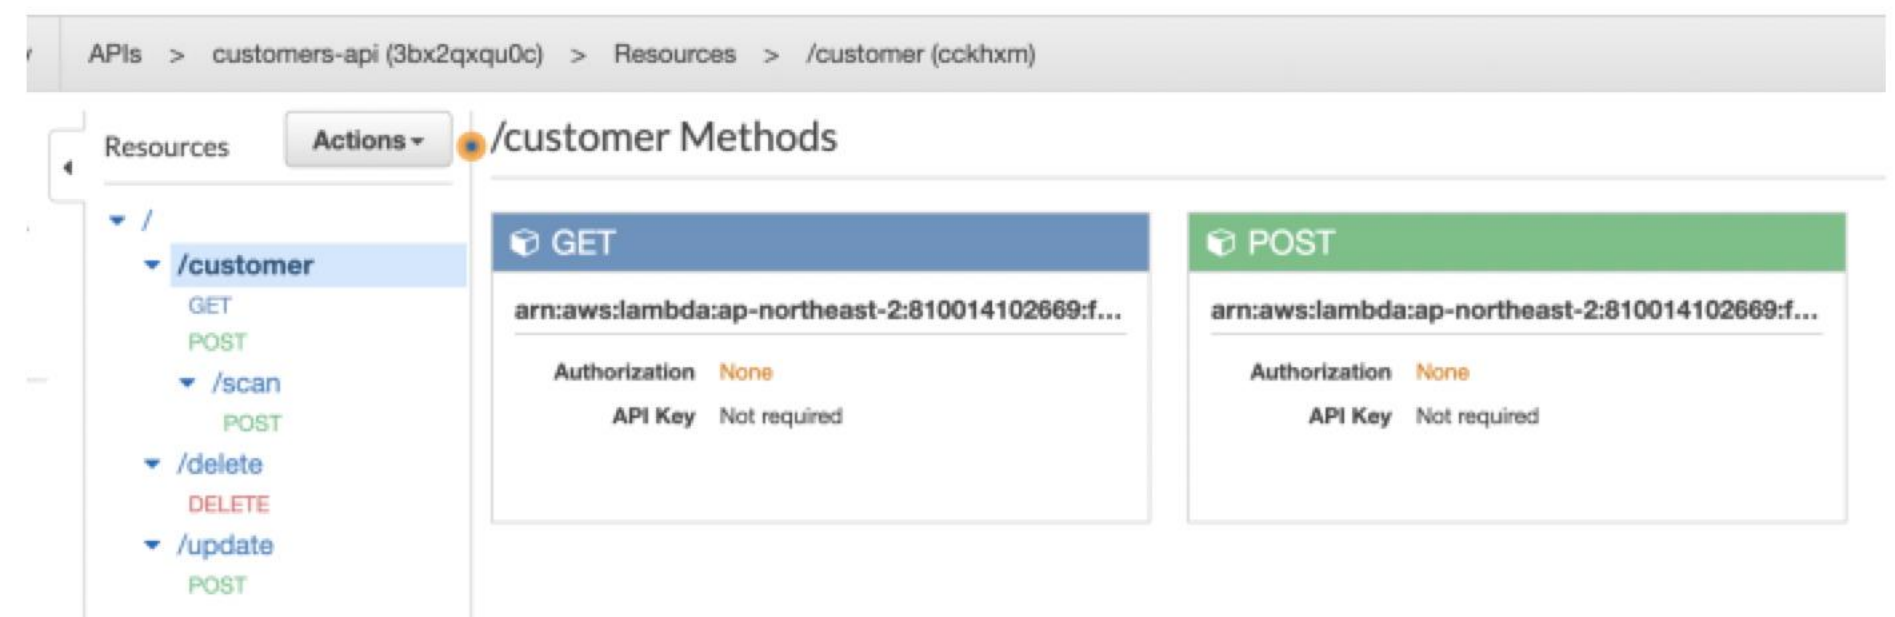 APIs > customers-api (3bx2qxqu0c) > Resources > /customer (cckhxm)
Resources
Actions
/
/customer
GET
POST
/scan
POST
/delete
DELETE
/update
POST
/customer Methods
GET
arn:aws:lambda:ap-northeast-2:810014102669:f...
Authorization None
API Key Not required
POST
arn:aws:lambda:ap-northeast-2:810014102669:f...
Authorization None
API Key Not required